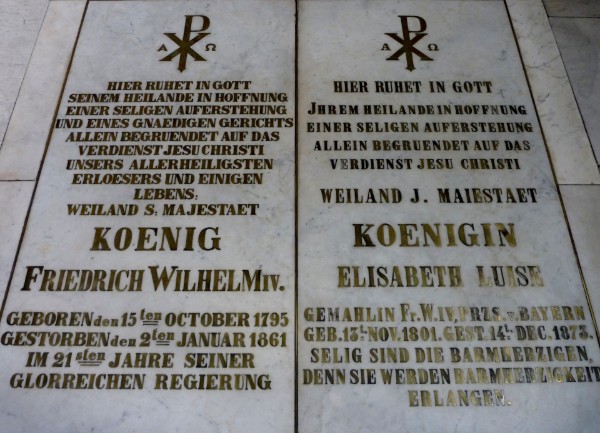 Α Ω
HIER RUHET IN GOTT
SEINEM HEILANDE IN HOFFNUNG
EINER SELIGEN AUFERSTEHUNG
UND EINES GNAEDIGEN GERICHTS
ALLEIN BEGRUENDET AUF DAS
VERDIENST JESU CHRISTI
UNSERS ALLERHEILIGSTEN
ERLOESERS UND EINIGEN
LEBENS:
WEILAND S: MAJESTAET
KOENIG
FRIEDRICH WILHELM IV.
GEBOREN den 15ten OCTOBER 1795
GESTORBEN den 2ten JANUAR 1861
IM 21sten JAHRE SEINER
GLORREICHEN REGIERUNG
Α Ω
HIER RUHET IN GOTT
JHREM HEILANDE IN HOFFNUNG
EINER SELIGEN AUFERSTEHUNG
ALLEIN BEGRUENDET AUF DAS
VERDIENST JESU CHRISTI
WEILAND J. MAIESTAET
KOENIGIN
ELISABETH LUISE
GEMAHLIN Fr. W. IV. PRZS. v. BAYERN
GEB. 13t. NOV. 1801. GEST. 14t. DEC. 1873.
SELIG SIND DIE BARMHERZIGEN,
DENN SIE WERDEN BARMHERZIGKEIT
ERLANGEN.